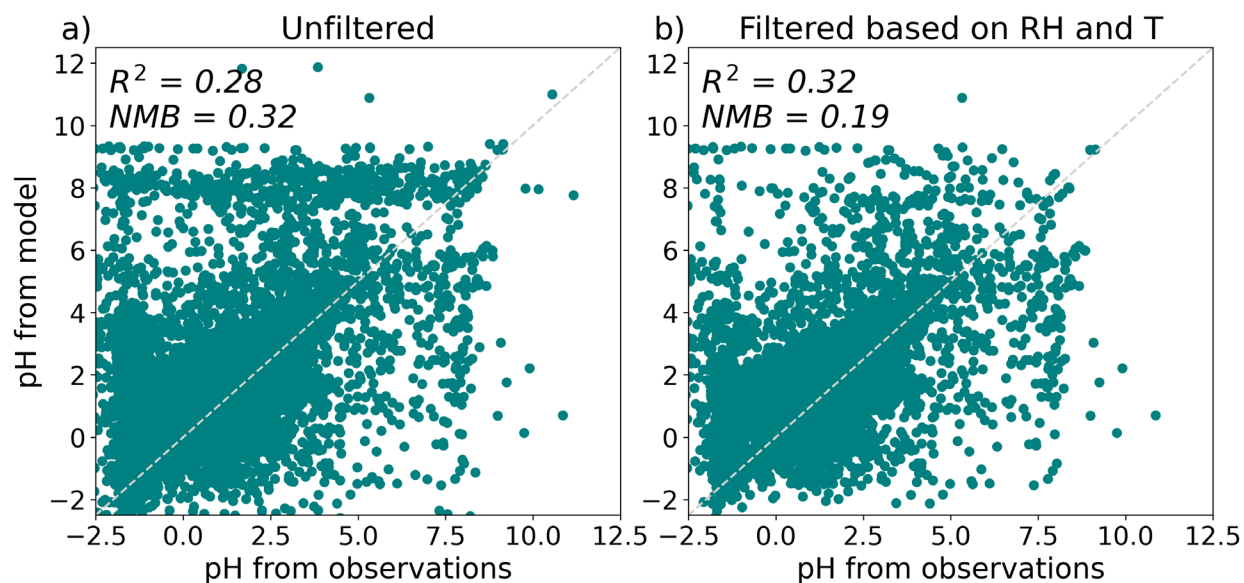 a) Unfiltered
R² = 0.28
NMB = 0.32
pH from model
12
10
8
6
4
2
0
−2
−2.5 0.0 2.5 5.0 7.5 10.0 12.5
pH from observations
b) Filtered based on RH and T
R² = 0.32
NMB = 0.19
12
10
8
6
4
2
0
−2
−2.5 0.0 2.5 5.0 7.5 10.0 12.5
pH from observations